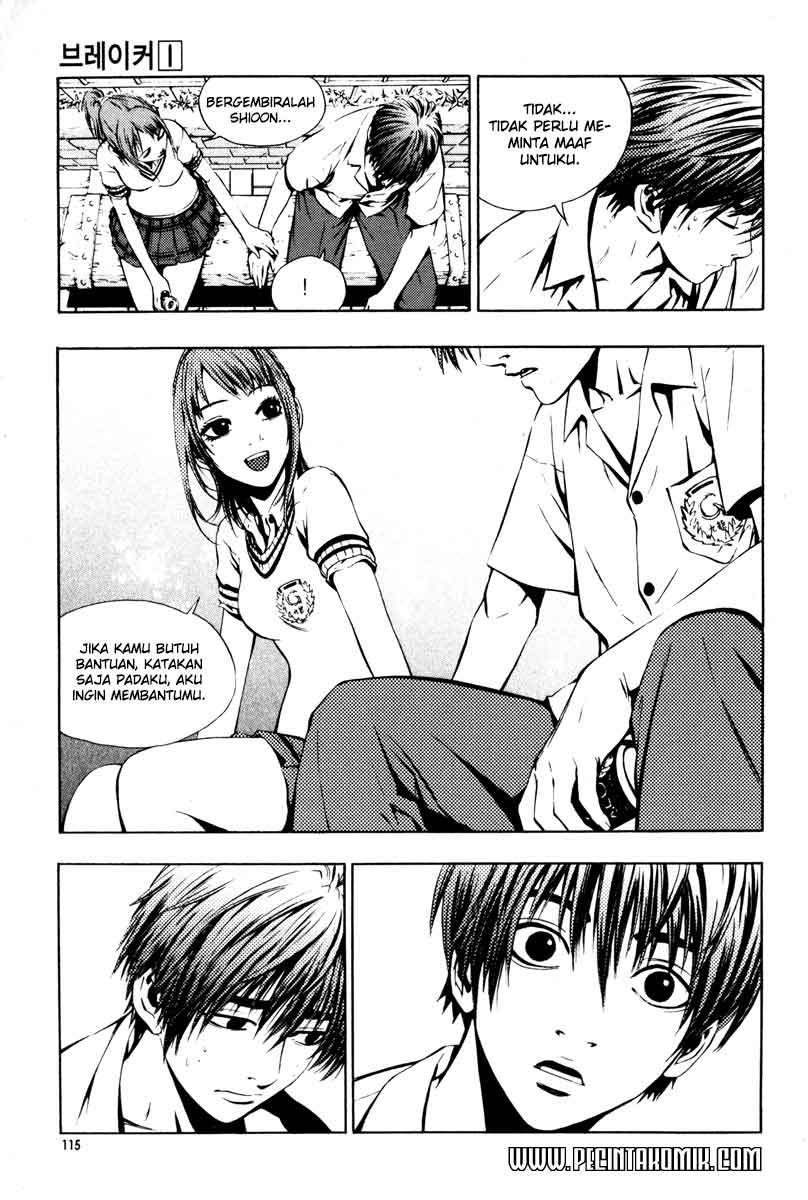 브레이커 1
BERGEMBIRALAH
SHIOON...
!
TIDAK...
TIDAK PERLU ME-
MINTA MAAF
UNTUKU.
JIKA KAMU BUTUH
BANTUAN, KATAKAN
SAJA PADAKU, AKU
INGIN MEMBANTUMU.
G
G
115
WWW.PECINTAKOMIK.COM